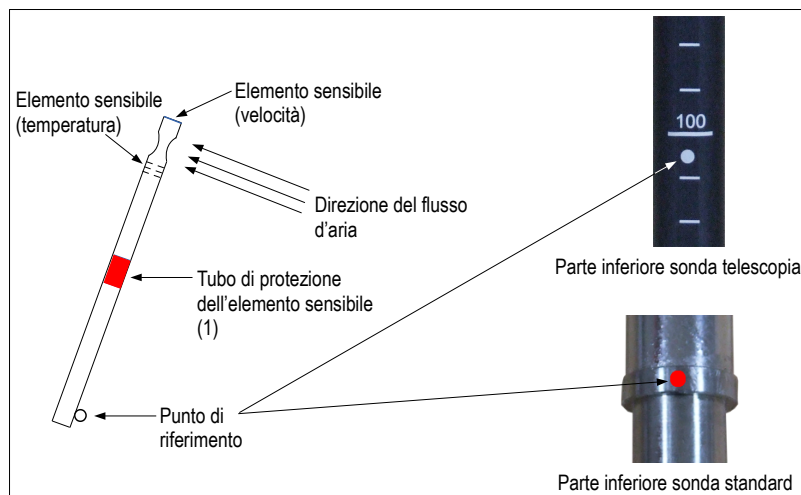 Elemento sensibile
(temperatura)
Elemento sensibile
(velocità)
Direzione del flusso
d'aria
Tubo di protezione
dell'elemento sensibile
(1)
Punto di
riferimento
100
Parte inferiore sonda telescopia
Parte inferiore sonda standard